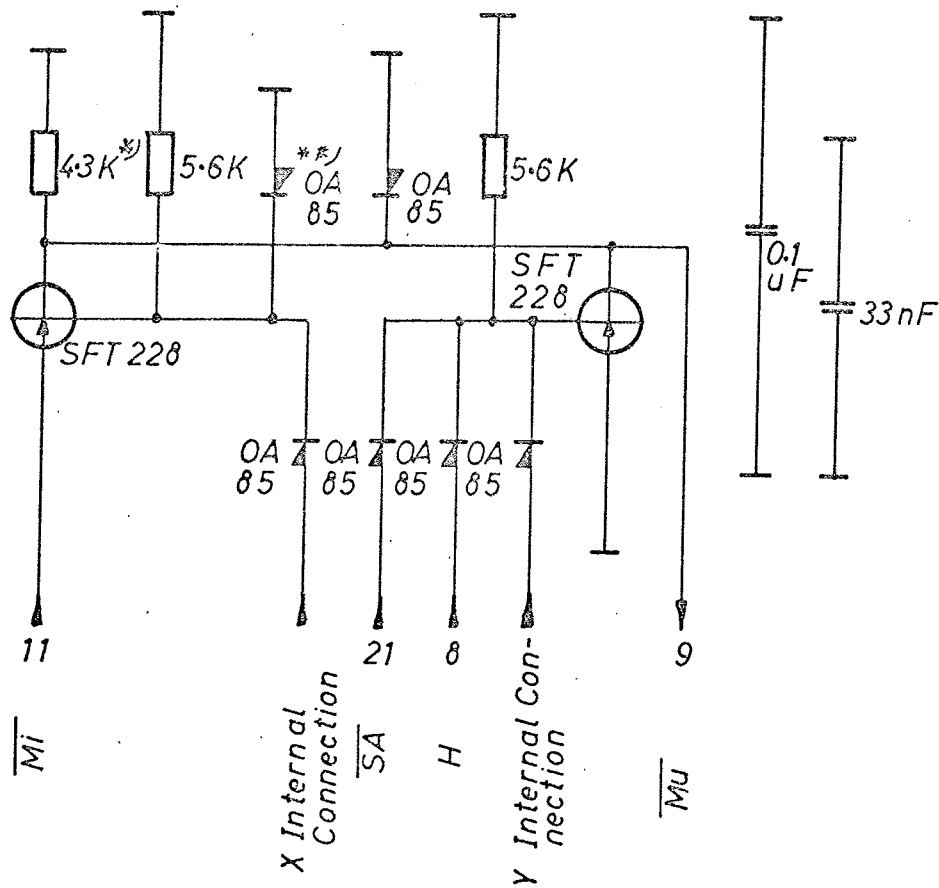 4.3K*)
5.6K
**)
OA
85
OA
85
5.6K
SFT
228
0.1
uF
33nF
SFT 228
OA
85
OA
85
OA
85
OA
85
11
21
8
9
Mi
X Internal
Connection
SA
H
Y Internal Con-
nection
Mu